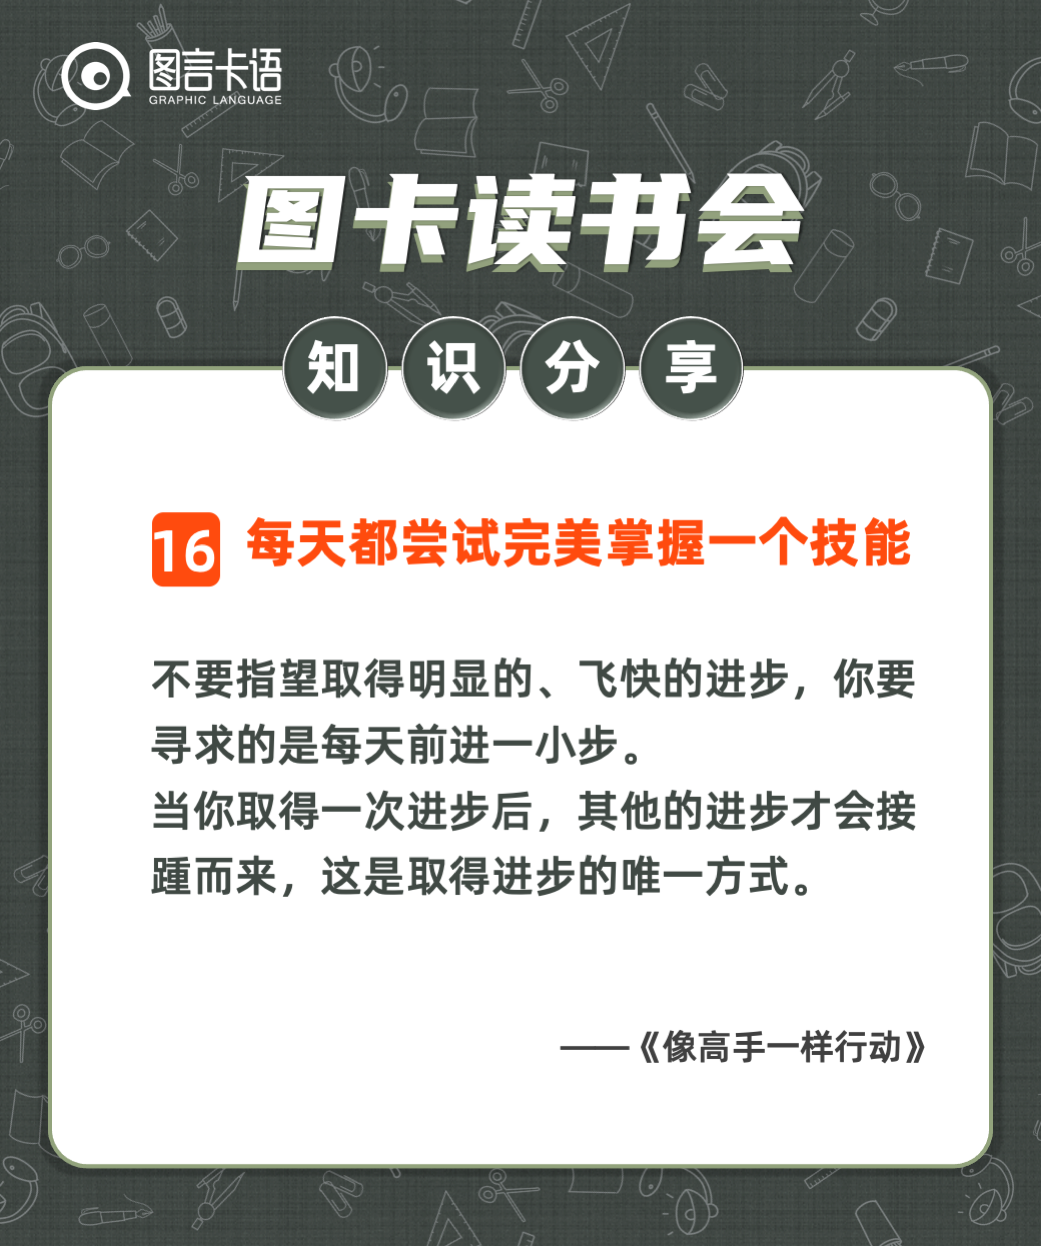 图言卡语
GRAPHIC LANGUAGE
图卡读书会
知识分享
16 每天都尝试完美掌握一个技能
不要指望取得明显的、飞快的进步，你要
寻求的是每天前进一小步。
当你取得一次进步后，其他的进步才会接
踵而来，这是取得进步的唯一方式。
——《像高手一样行动》